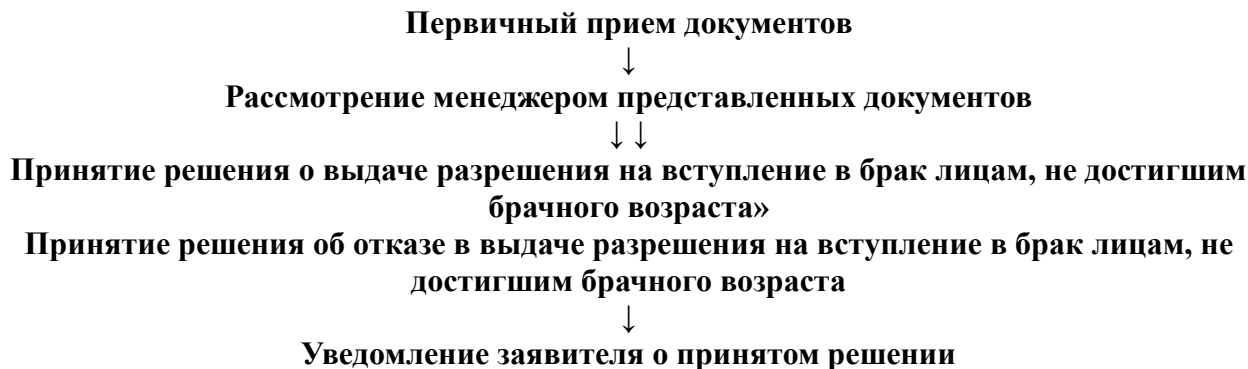 Первичный прием документов
↓
Рассмотрение менеджером представленных документов
↓ ↓
Принятие решения о выдаче разрешения на вступление в брак лицам, не достигшим
брачного возраста»
Принятие решения об отказе в выдаче разрешения на вступление в брак лицам, не
достигшим брачного возраста
↓
Уведомление заявителя о принятом решении